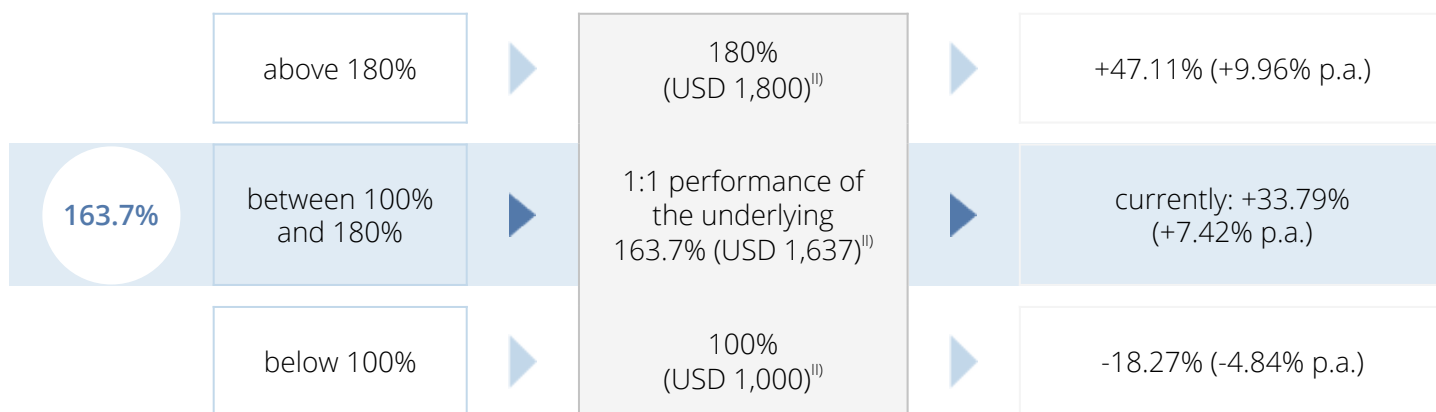 above 180%
180%
(USD 1,800)II)
+47.11% (+9.96% p.a.)
163.7%
between 100%
and 180%
1:1 performance of
the underlying
163.7% (USD 1,637)II)
currently: +33.79%
(+7.42% p.a.)
below 100%
100%
(USD 1,000)II)
-18.27% (-4.84% p.a.)